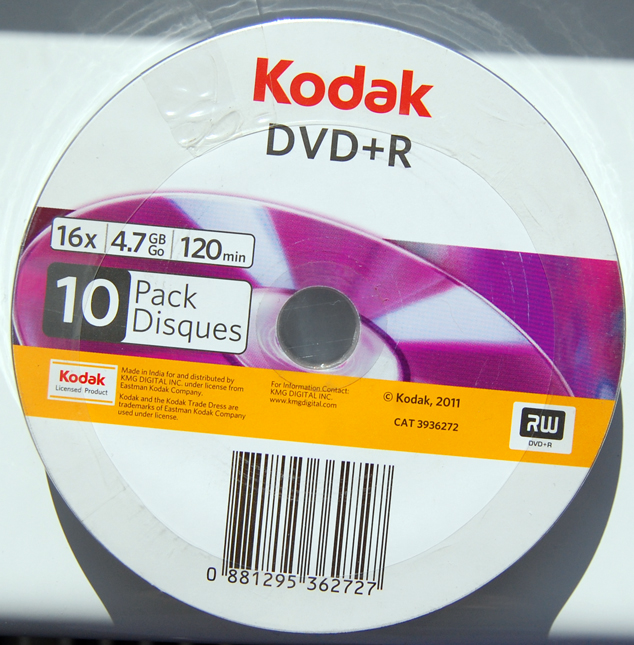 Kodak
DVD+R
16x 4.7 GB Go 120min
10 Pack Disques
Kodak
Licensed Product
Made in India for and distributed by
KMG DIGITAL INC. under license from
Eastman Kodak Company.
Kodak and the Kodak Trade Dress are
trademarks of Eastman Kodak Company
used under license.
For Information Contact:
KMG DIGITAL INC.
www.kmgdigital.com
© Kodak, 2011
CAT 3936272
RW
DVD+R
0 881295 362727